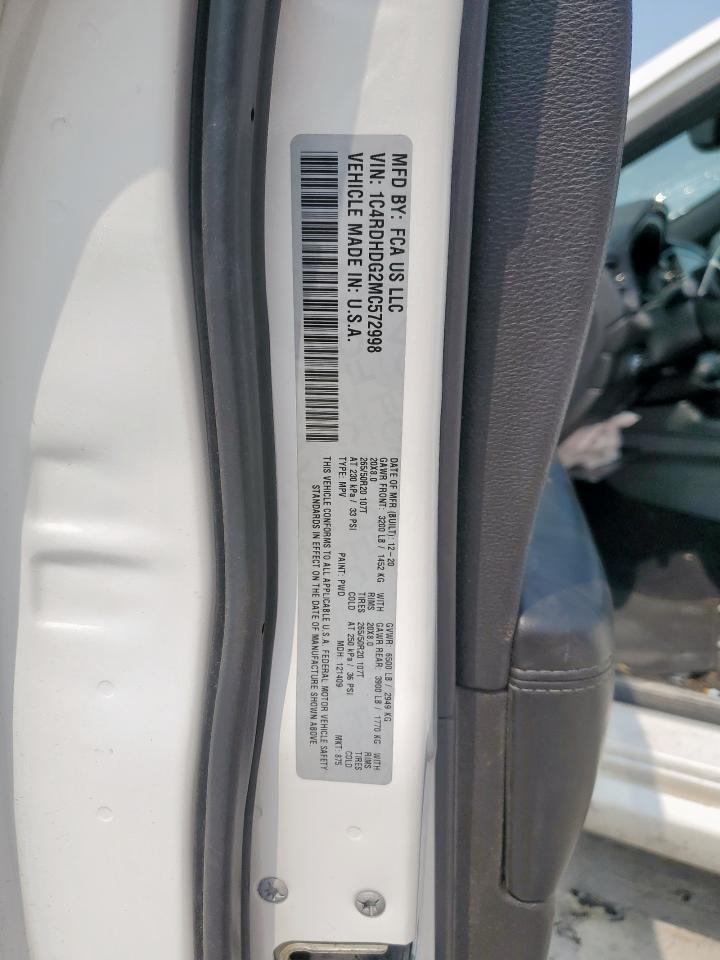 MFD BY: FCA US LLC
VIN: 1C4RDHDG2MC572998
VEHICLE MADE IN: U.S.A.
DATE OF MFR (BUILT): 12-20 GVWR: 6500 LB / 2949 KG
GAWR FRONT: 3200 LB / 1452 KG WITH GAWR REAR: 3900 LB / 1770 KG WITH
20X8.0 RIMS 20X8.0 RIMS
265/50R20 107T TIRES 265/50R20 107T TIRES
AT 230 kPa / 33 PSI COLD AT 250 kPa / 36 PSI COLD
TYPE: MPV PAINT: PWD MDH: 121409 MKT: 875
THIS VEHICLE CONFORMS TO ALL APPLICABLE U.S.A. FEDERAL MOTOR VEHICLE SAFETY
STANDARDS IN EFFECT ON THE DATE OF MANUFACTURE SHOWN ABOVE